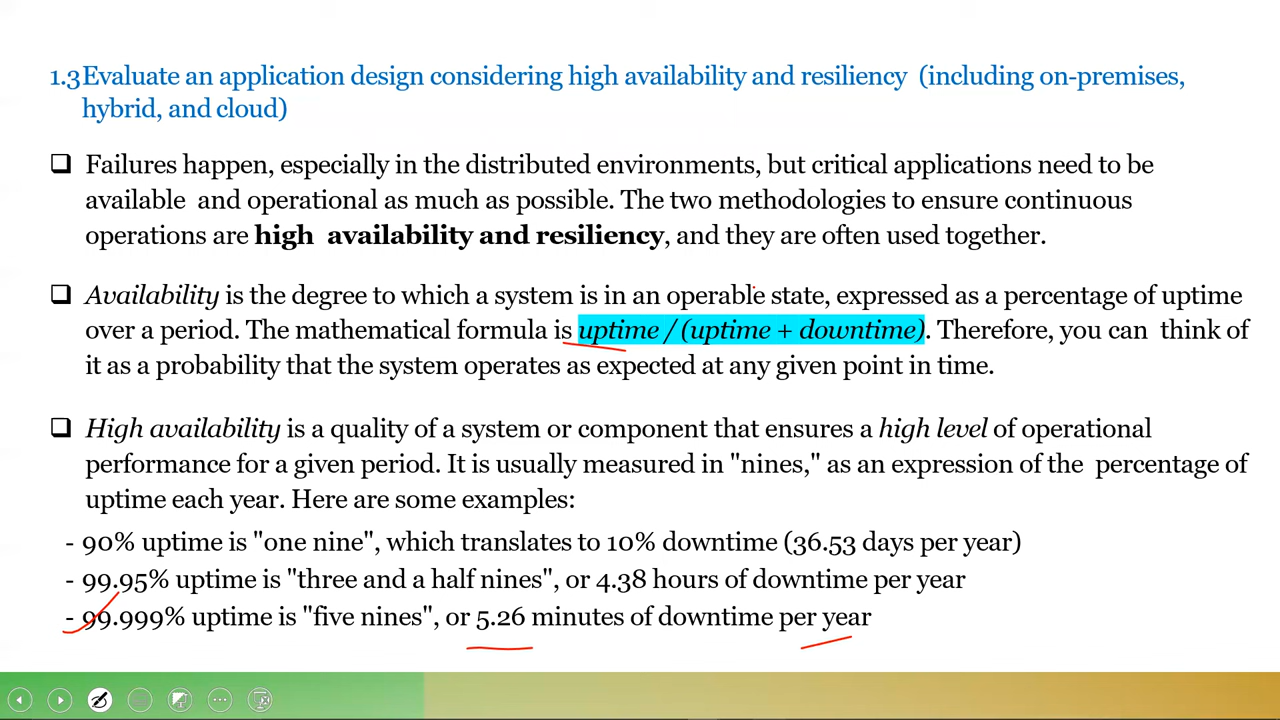 1.3Evaluate an application design considering high availability and resiliency (including on-premises,
hybrid, and cloud)
Failures happen, especially in the distributed environments, but critical applications need to be
available and operational as much as possible. The two methodologies to ensure continuous
operations are high availability and resiliency, and they are often used together.
Availability is the degree to which a system is in an operable state, expressed as a percentage of uptime
over a period. The mathematical formula is uptime / (uptime + downtime). Therefore, you can think of
it as a probability that the system operates as expected at any given point in time.
High availability is a quality of a system or component that ensures a high level of operational
performance for a given period. It is usually measured in "nines," as an expression of the percentage of
uptime each year. Here are some examples:
- 90% uptime is "one nine", which translates to 10% downtime (36.53 days per year)
- 99.95% uptime is "three and a half nines", or 4.38 hours of downtime per year
- 99.999% uptime is "five nines", or 5.26 minutes of downtime per year